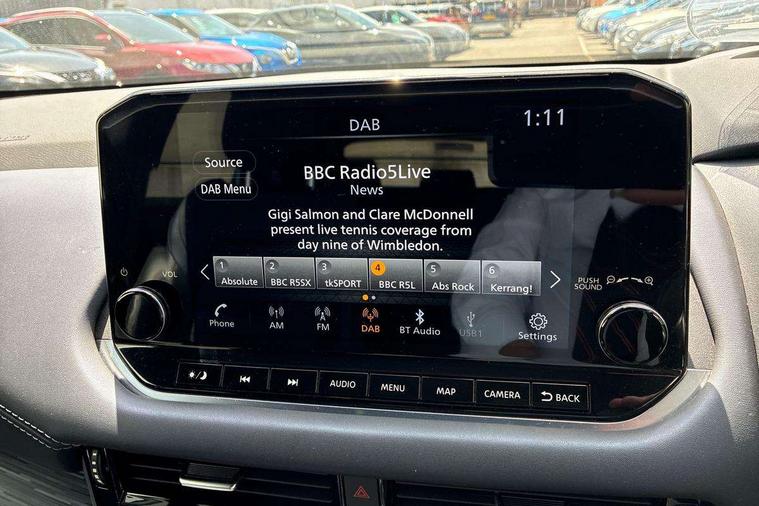 DAB
1:11
Source
DAB Menu
BBC Radio5Live
News
Gigi Salmon and Clare McDonnell
present live tennis coverage from
day nine of Wimbledon.
1 2 3 4 5 6
Absolute BBC R5SX tkSPORT BBC R5L Abs Rock Kerrang!
VOL
PUSH
SOUND
Phone AM FM DAB BT Audio USB1 Settings
AUDIO MENU MAP CAMERA BACK